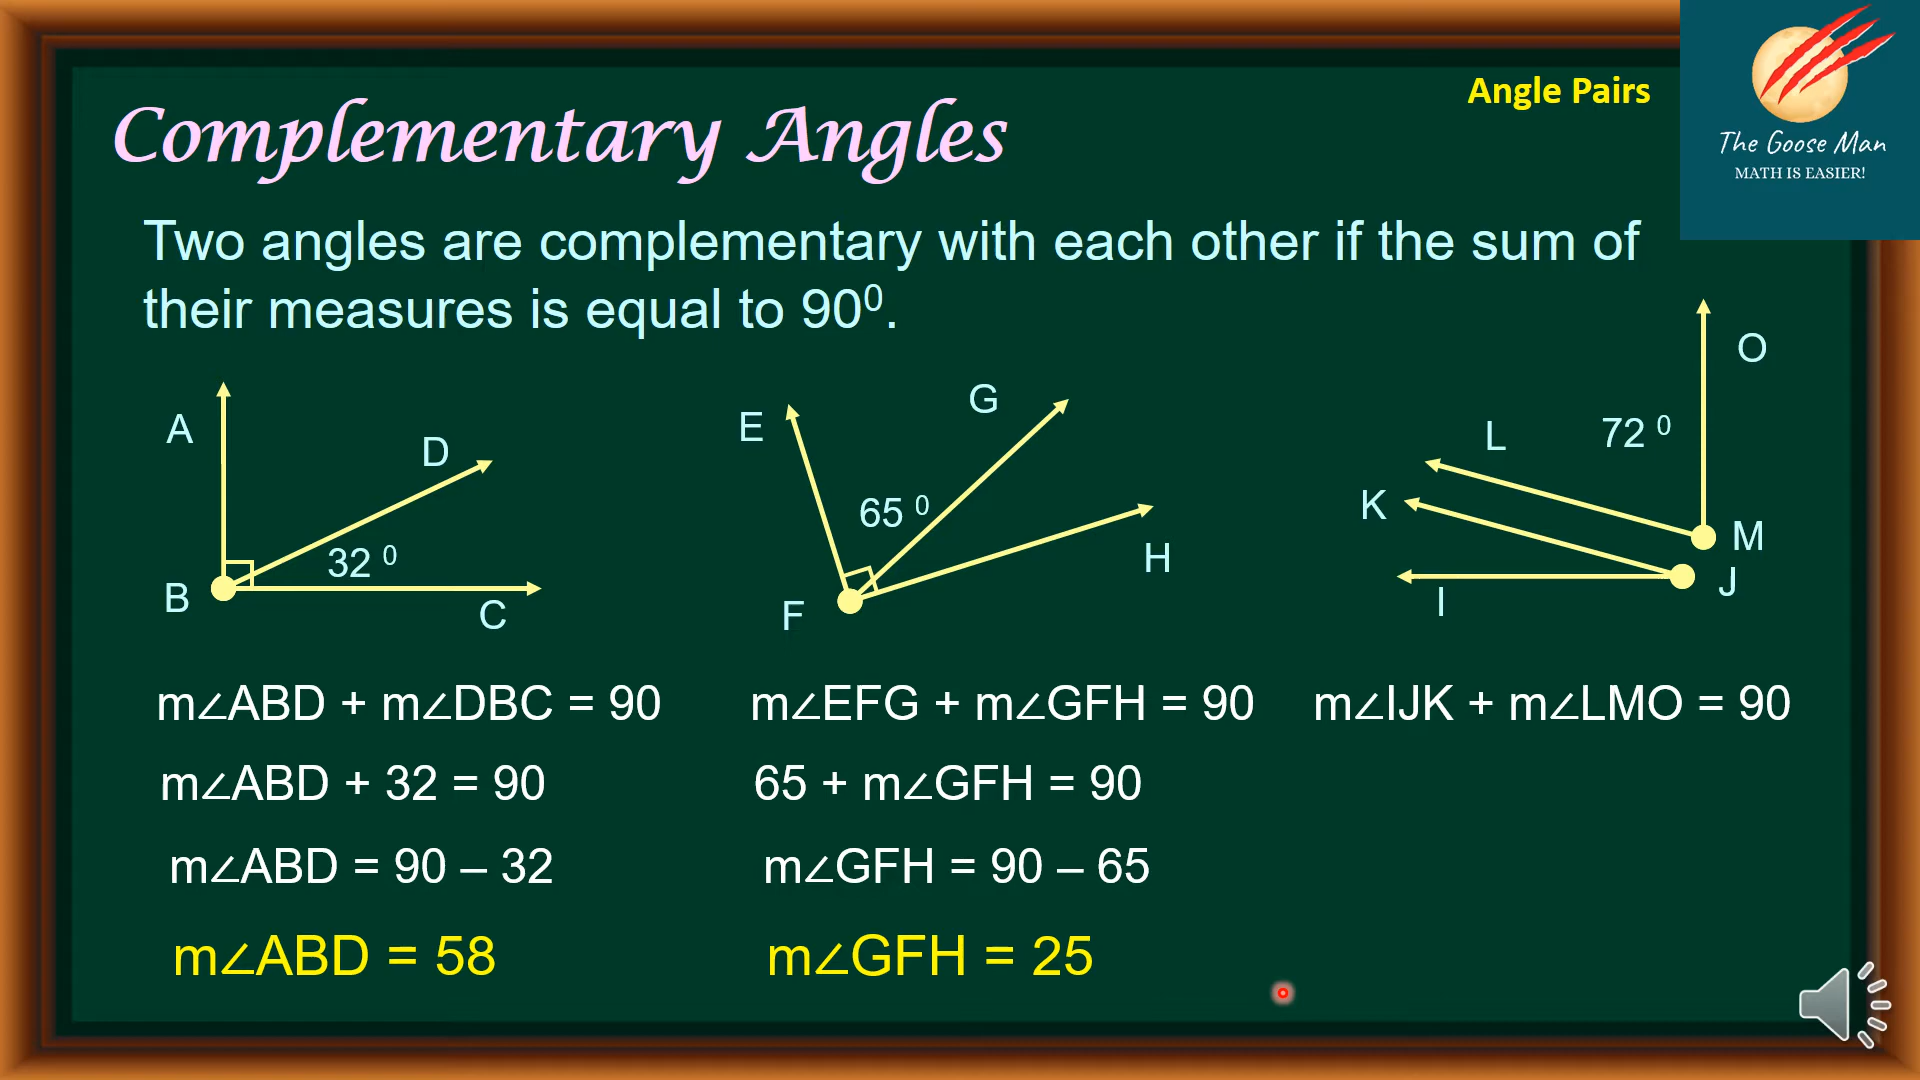 Angle Pairs
The Goose Man
MATH IS EASIER!
Complementary Angles
Two angles are complementary with each other if the sum of
their measures is equal to 90⁰.
A
D
32 ⁰
B
C
E
G
65 ⁰
H
F
O
L
72 ⁰
K
M
J
I
m∠ABD + m∠DBC = 90
m∠ABD + 32 = 90
m∠ABD = 90 – 32
m∠ABD = 58
m∠EFG + m∠GFH = 90
65 + m∠GFH = 90
m∠GFH = 90 – 65
m∠GFH = 25
m∠IJK + m∠LMO = 90